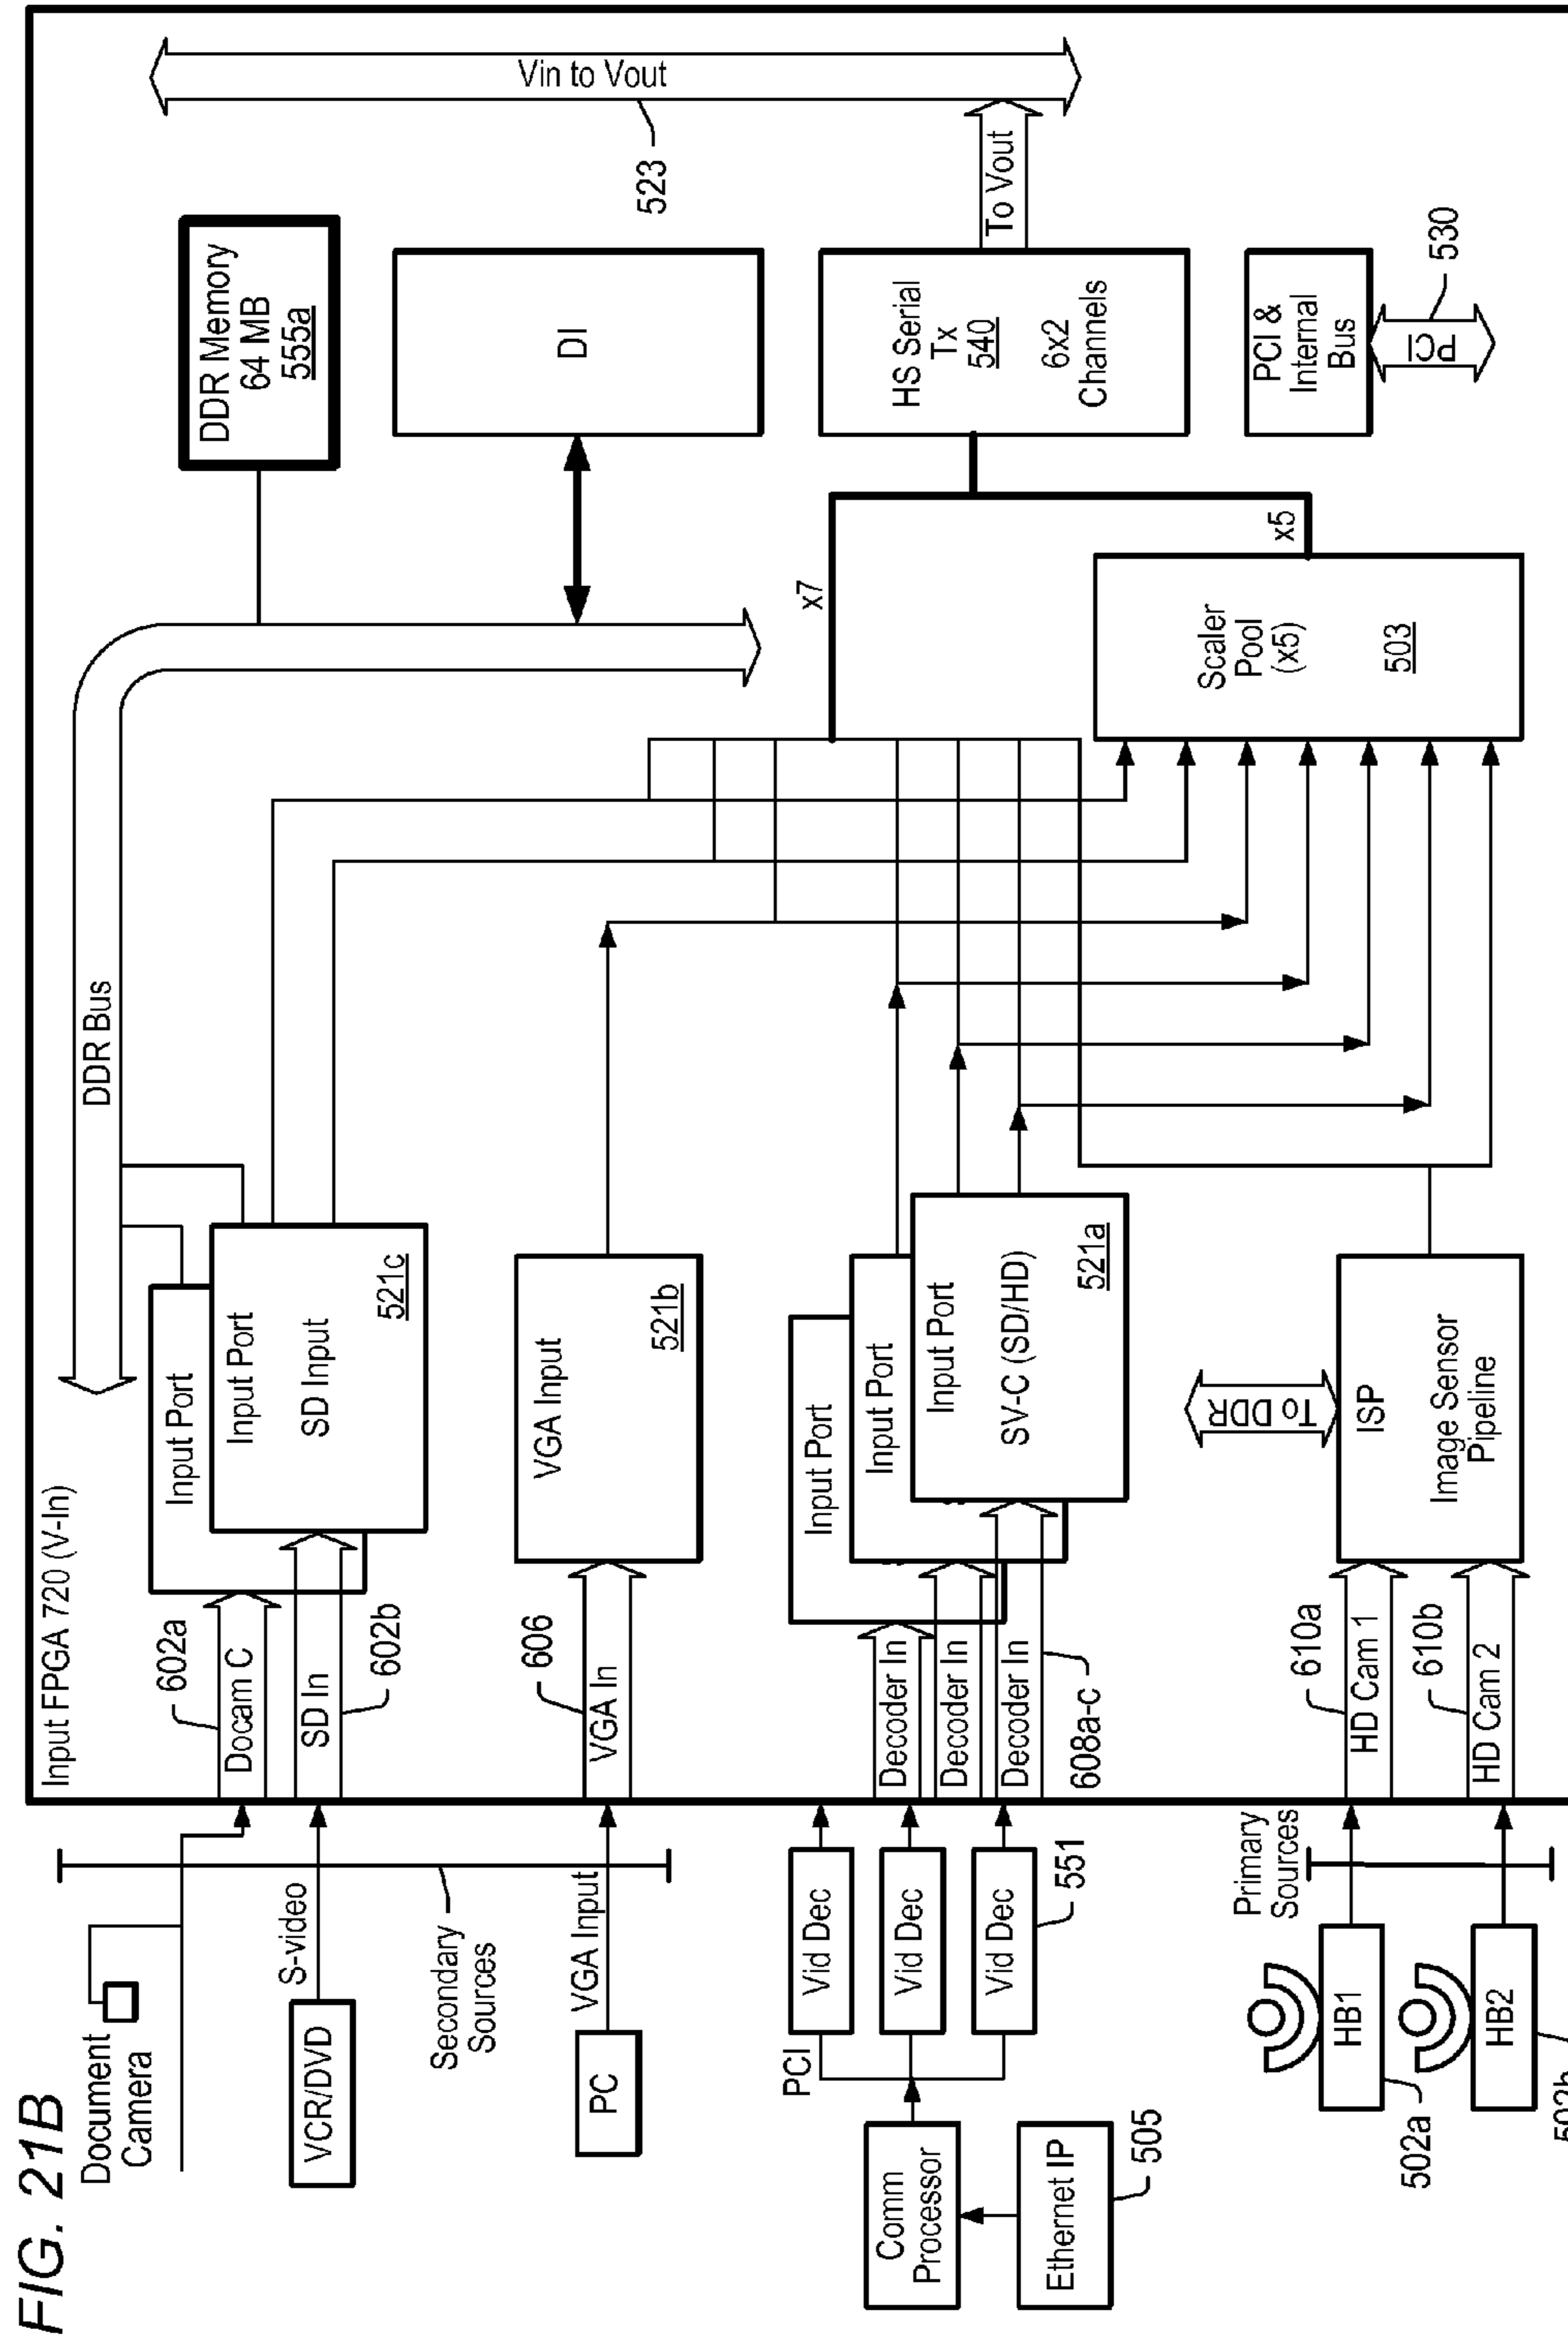 FIG. 21B
Document
Camera
VCR/DVD
S-video
Secondary
Sources
PC
VGA Input
Comm
Processor
Ethernet IP
505
PCI
Vid Dec
Vid Dec
Vid Dec
551
Primary
Sources
HB1
502a
HB2
502b
Input FPGA 720 (V-In)
Docam C
602a
SD In
602b
VGA In
606
Decoder In
Decoder In
Decoder In
608a-c
HD Cam 1
610a
HD Cam 2
610b
Input Port
Input Port
SD Input
521c
VGA Input
521b
Input Port
Input Port
Input Port
SV-C (SD/HD)
521a
To DDR
ISP
Image Sensor
Pipeline
DDR Bus
x7
x5
Scaler
Pool
(x5)
503
DDR Memory
64 MB
555a
DI
HS Serial
Tx
540
6x2
Channels
To Vout
PCI &
Internal
Bus
PCI
530
Vin to Vout
523